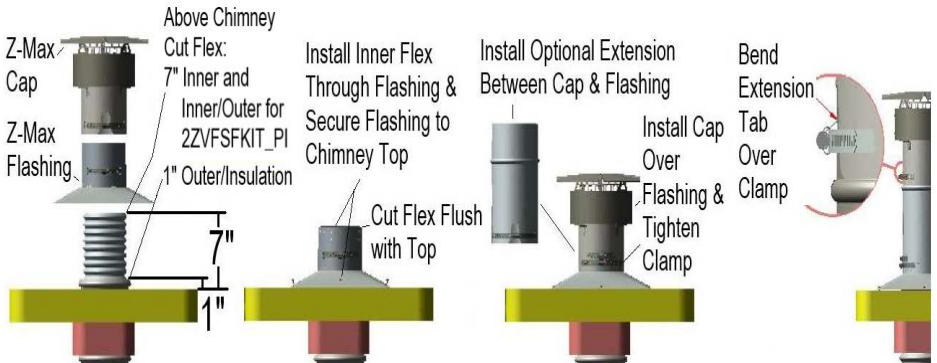 Z-Max
Cap
Z-Max
Flashing
Above Chimney
Cut Flex:
7" Inner and
Inner/Outer for
2ZVFSFKIT_PI
1" Outer/Insulation
7"
1"
Install Inner Flex
Through Flashing &
Secure Flashing to
Chimney Top
Cut Flex Flush
with Top
Install Optional Extension
Between Cap & Flashing
Install Cap
Over
Flashing &
Tighten
Clamp
Bend
Extension
Tab
Over
Clamp